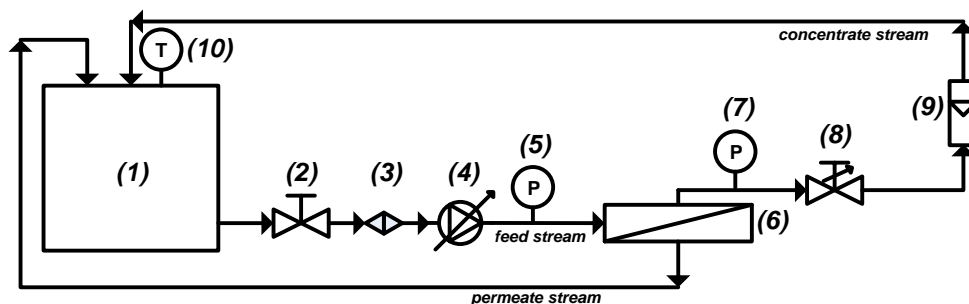 concentrate stream
T (10)
(7)
(9)
(5)
(8)
P
(1)
(2)
(3)
(4)
P
(6)
feed stream
permeate stream